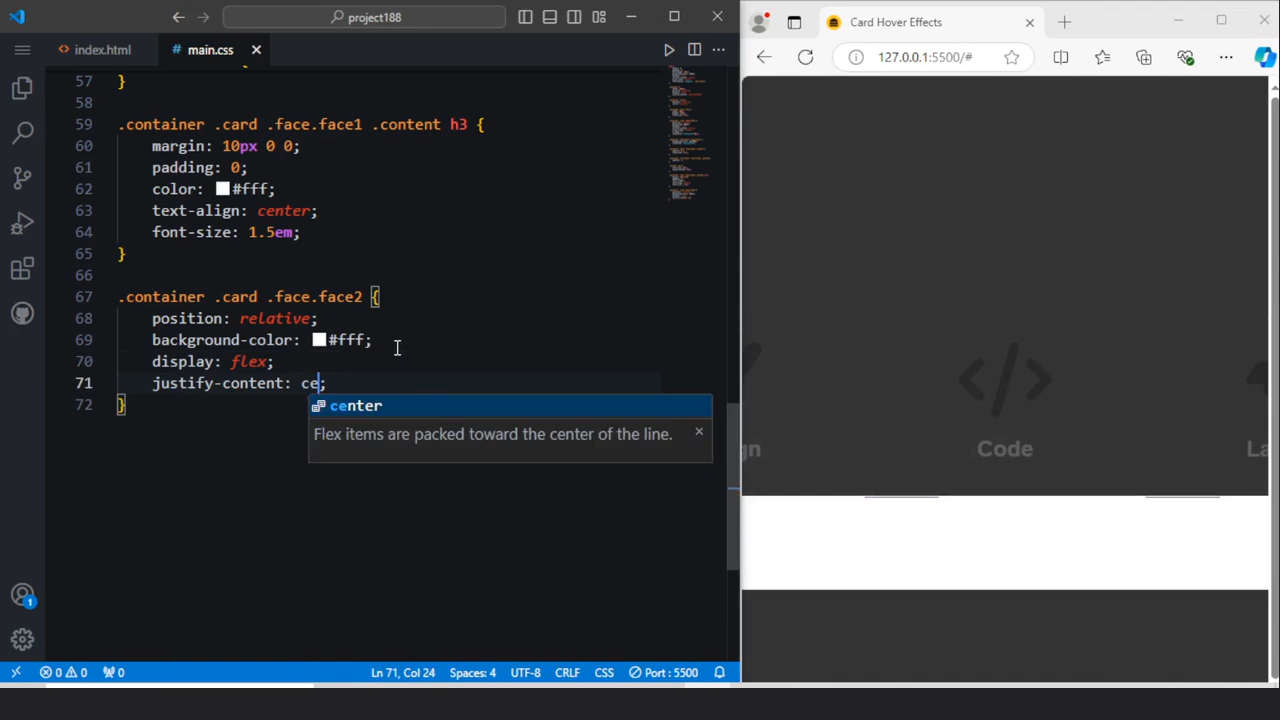 project188
index.html
main.css
57 }
58
59 .container .card .face.face1 .content h3 {
60 margin: 10px 0 0;
61 padding: 0;
62 color: #fff;
63 text-align: center;
64 font-size: 1.5em;
65 }
66
67 .container .card .face.face2 {
68 position: relative;
69 background-color: #fff;
70 display: flex;
71 justify-content: ce;
72 }
center
Flex items are packed toward the center of the line.
1
0 0 0
Ln 71, Col 24
Spaces: 4
UTF-8
CRLF
CSS
Port : 5500
Card Hover Effects
127.0.0.1:5500/#
gn
Code
La